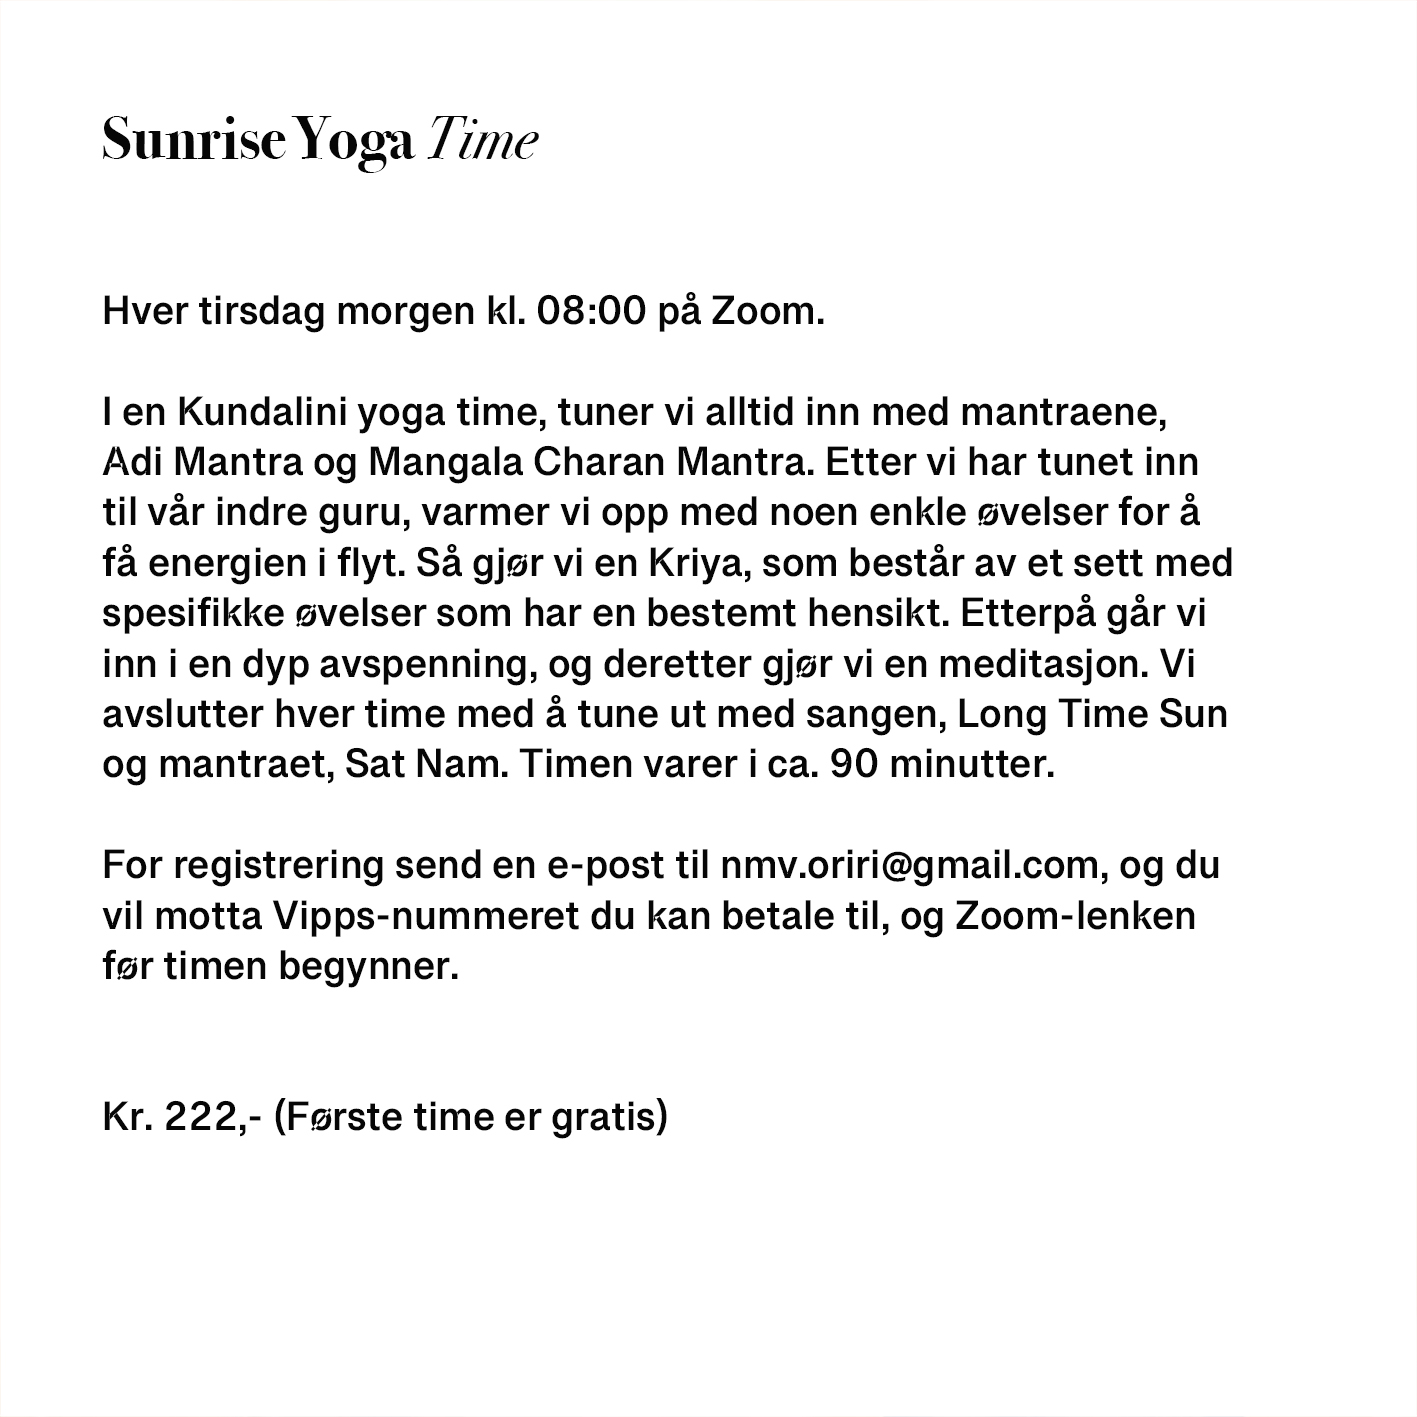 Sunrise Yoga Time
Hver tirsdag morgen kl. 08:00 på Zoom.
I en Kundalini yoga time, tuner vi alltid inn med mantraene,
Adi Mantra og Mangala Charan Mantra. Etter vi har tunet inn
til vår indre guru, varmer vi opp med noen enkle øvelser for å
få energien i flyt. Så gjør vi en Kriya, som består av et sett med
spesifikke øvelser som har en bestemt hensikt. Etterpå går vi
inn i en dyp avspenning, og deretter gjør vi en meditasjon. Vi
avslutter hver time med å tune ut med sangen, Long Time Sun
og mantraet, Sat Nam. Timen varer i ca. 90 minutter.
For registrering send en e-post til nmv.oriri@gmail.com, og du
vil motta Vipps-nummeret du kan betale til, og Zoom-lenken
før timen begynner.
Kr. 222,- (Første time er gratis)